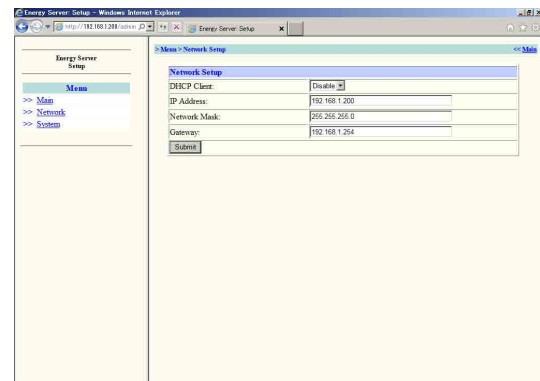 Energy Server: Setup - Windows Internet Explorer
http://192.168.1.200/admin
Energy Server: Setup
Energy Server
Setup
Menu
>> Main
>> Network
>> System
> Menu > Network Setup
<< Main
Network Setup
DHCP Client: Disable
IP Address: 192.168.1.200
Network Mask: 255.255.255.0
Gateway: 192.168.1.254
Submit